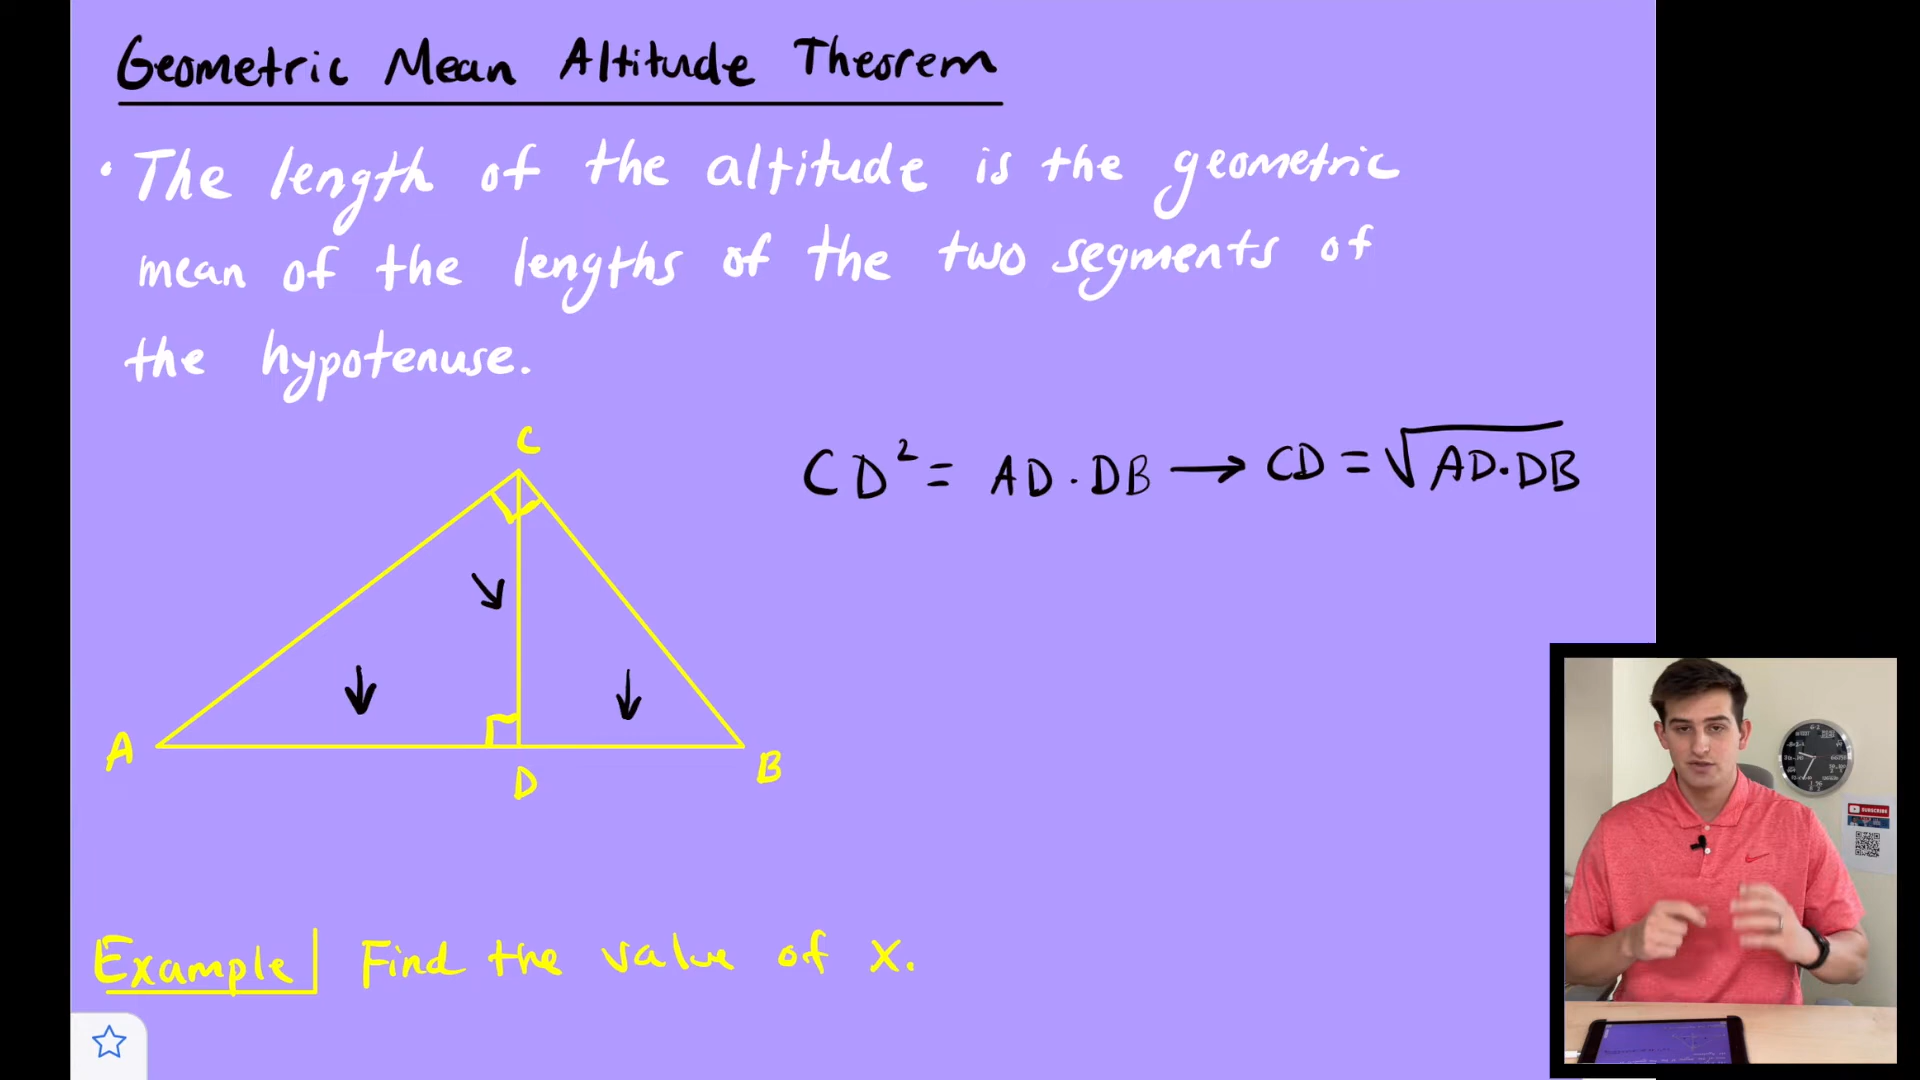 Geometric Mean Altitude Theorem
• The length of the altitude is the geometric
mean of the lengths of the two segments of
the hypotenuse.
C
CD² = AD · DB → CD = √AD·DB
A
B
D
SUBSCRIBE
Example Find the value of x.